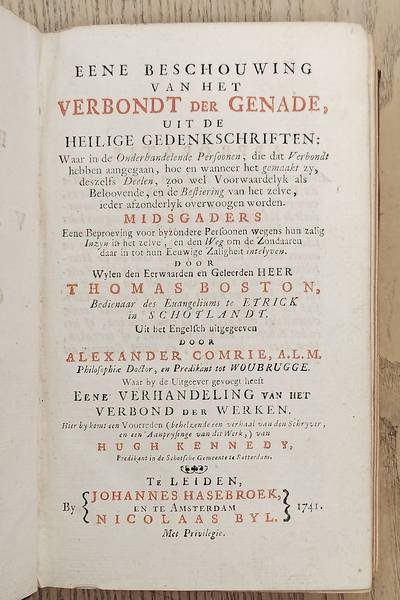 EENE BESCHOUWING
VAN HET
VERBONDT DER GENADE,
UIT DE
HEILIGE GEDENKSCHRIFTEN:
Waar in de Onderhandelende Persoonen, die dat Verbondt
hebben aangegaan, hoe en wanneer het gemaakt zy,
deszelfs Deelen, zoo wel Voorwaardelyk als
Beloovende, en de Bestiering van het zelve,
ieder afzonderlyk overwoogen worden.
MIDSGADERS
Eene Beproeving voor byzondere Persoonen wegens hun zalig
Inzyn in het zelve, en den Weg om de Zondaaren
daar in tot hun Eeuwige Zaligheit intelyven.
DOOR
Wylen den Eerwaarden en Geleerden HEER
THOMAS BOSTON,
Bedienaar des Euangeliums te ETRICK
in SCHOTLANDT.
Uit het Engelsch uitgegeeven
DOOR
ALEXANDER COMRIE, A.L.M.
Philosophiæ Doctor, en Predikant tot WOUBRUGGE.
Waar by de Uitgeever gevoegt heeft
EENE VERHANDELING VAN HET
VERBOND DER WERKEN.
Hier by komt een Voorreden (behelzende een verhaal van den Schryver,
en een Aanpryzinge van dit Werk,) van
HUGH KENNEDY,
Predikant in de Schotsche Gemeente te Rotterdam.
TE LEIDEN,
By JOHANNES HASEBROEK,
EN TE AMSTERDAM 1741.
NICOLAAS BYL.
Met Privilegie.